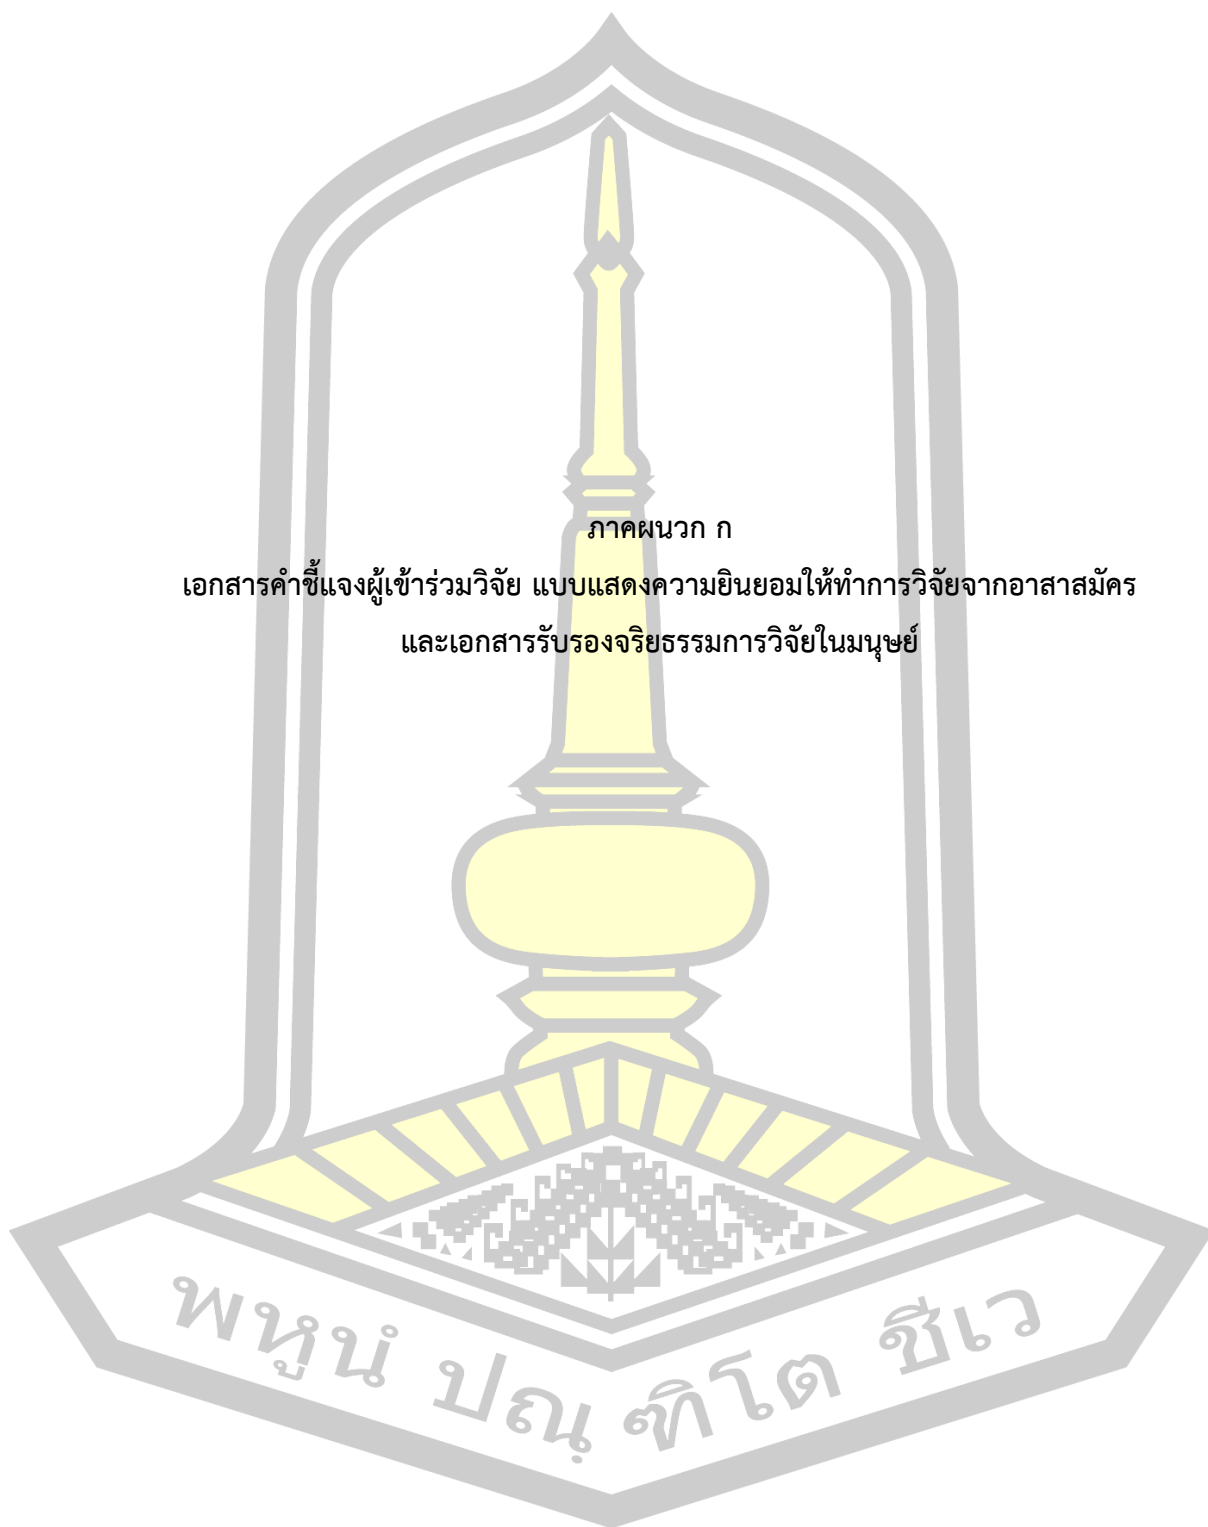 ภาคผนวก ก
เอกสารคำชี้แจงผู้เข้าร่วมวิจัย แบบแสดงความยินยอมให้ทำการวิจัยจากอาสาสมัคร
และเอกสารรับรองจริยธรรมการวิจัยในมนุษย์
พหูนํ ปณฺฑิโต ชีเว